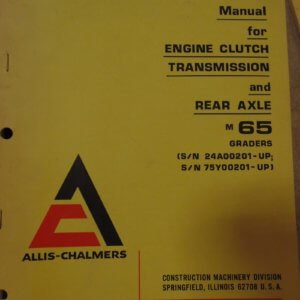 Manual
for
ENGINE CLUTCH
TRANSMISSION
and
REAR AXLE
M 65
GRADERS
(S/N 24A00201-UP;
S/N 75Y00201-UP)
ALLIS-CHALMERS
CONSTRUCTION MACHINERY DIVISION
SPRINGFIELD, ILLINOIS 62708 U. S. A.